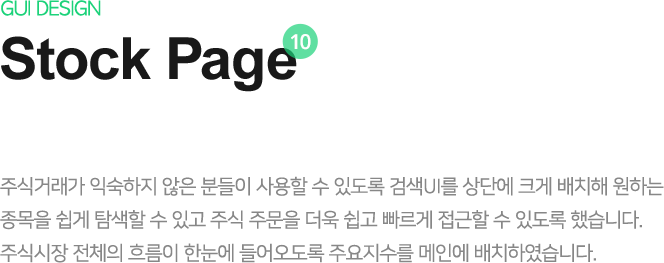 GUI DESIGN
Stock Page 10
주식거래가 익숙하지 않은 분들이 사용할 수 있도록 검색UI를 상단에 크게 배치해 원하는
종목을 쉽게 탐색할 수 있고 주식 주문을 더욱 쉽고 빠르게 접근할 수 있도록 했습니다.
주식시장 전체의 흐름이 한눈에 들어오도록 주요지수를 메인에 배치하였습니다.